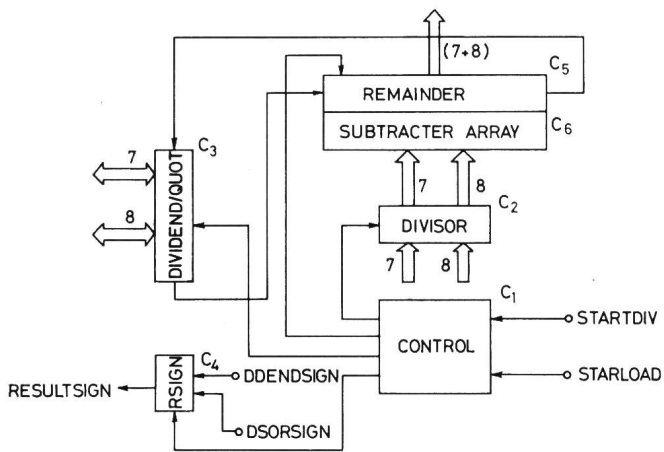 (7+8)
C5
REMAINDER
C6
SUBTRACTER ARRAY
C3
7
8
DIVIDEND/QUOT
7
8
C2
DIVISOR
7
8
C1
CONTROL
STARTDIV
STARLOAD
C4
RSIGN
DDENDSIGN
RESULTSIGN
DSORSIGN